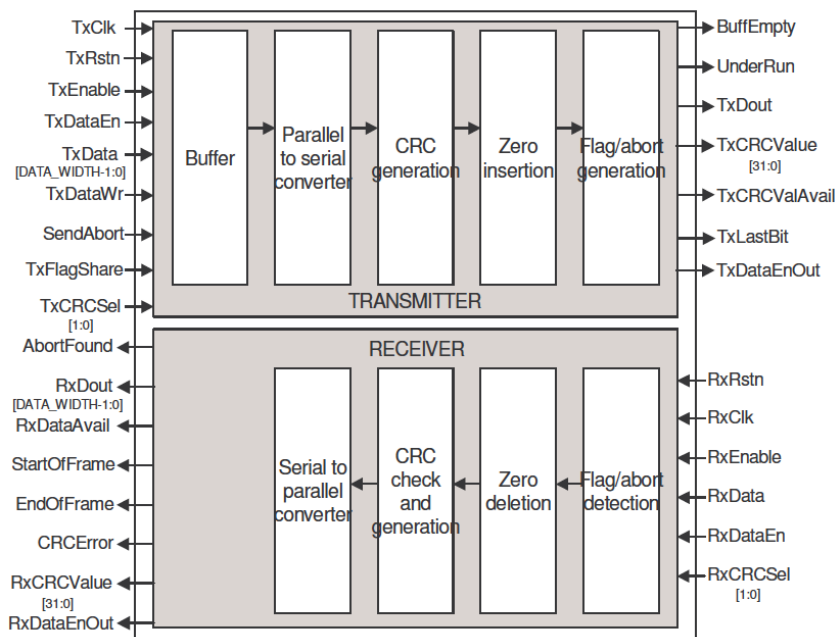 TxClk
TxRstn
TxEnable
TxDataEn
TxData
[DATA_WIDTH-1:0]
TxDataWr
SendAbort
TxFlagShare
TxCRCSel
[1:0]
Buffer
Parallel
to serial
converter
CRC
generation
Zero
insertion
Flag/abort
generation
TRANSMITTER
BuffEmpty
UnderRun
TxDout
TxCRCValue
[31:0]
TxCRCValAvail
TxLastBit
TxDataEnOut
AbortFound
RxDout
[DATA_WIDTH-1:0]
RxDataAvail
StartOfFrame
EndOfFrame
CRCError
RxCRCValue
[31:0]
RxDataEnOut
RECEIVER
Serial to
parallel
converter
CRC
check
and
generation
Zero
deletion
Flag/abort
detection
RxRstn
RxClk
RxEnable
RxData
RxDataEn
RxCRCSel
[1:0]